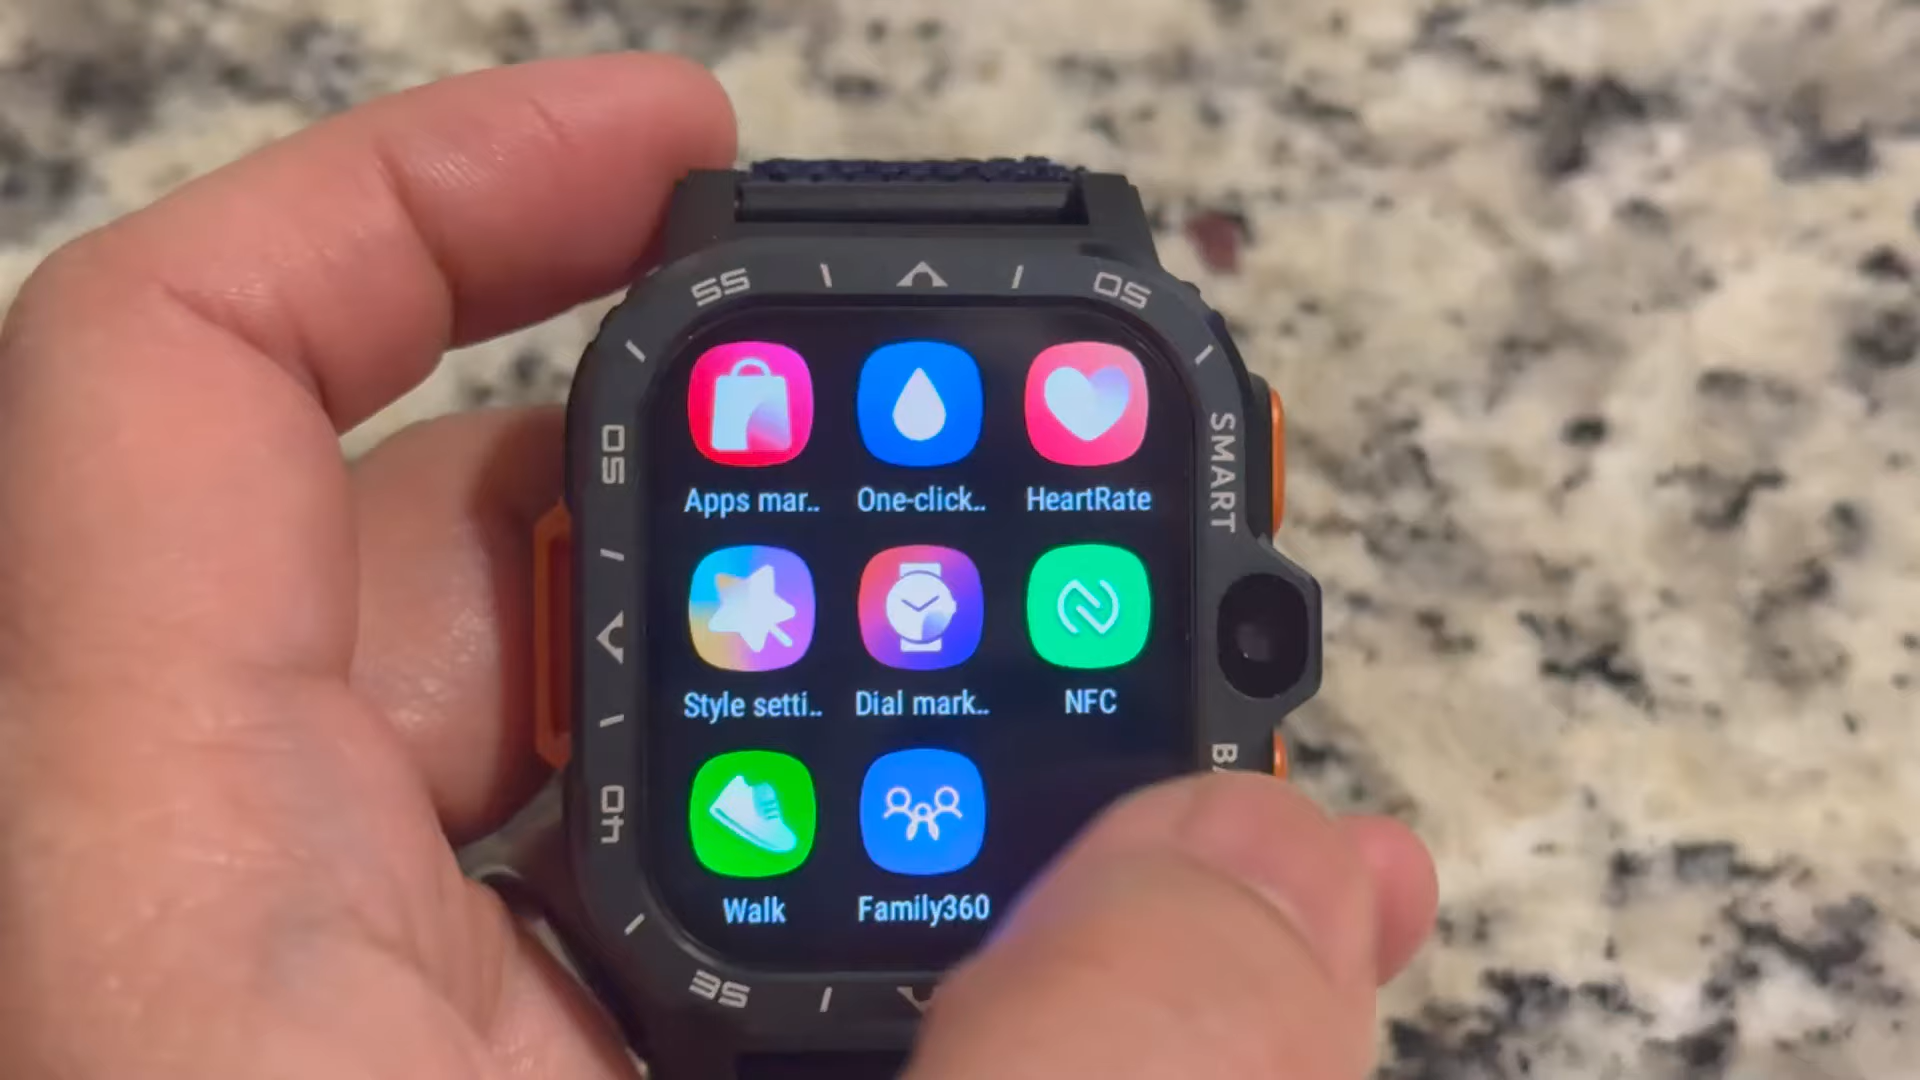 55
05
50
SMART
Apps mar..
One-click..
HeartRate
Style setti..
Dial mark..
NFC
40
Walk
Family360
35